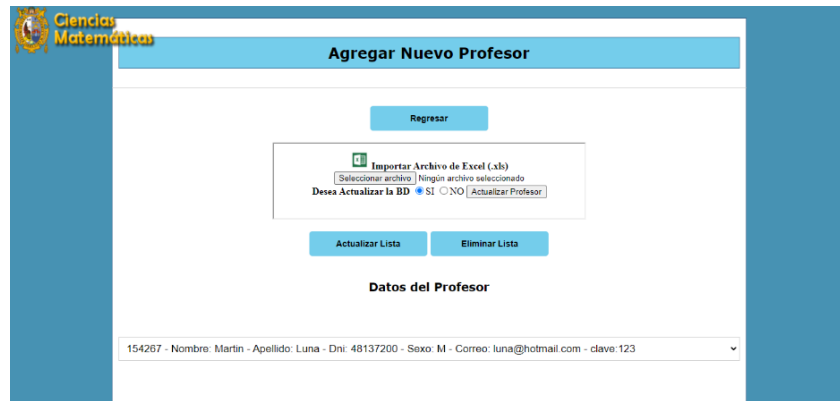 Ciencias
Matemáticas
Agregar Nuevo Profesor
Regresar
Importar Archivo de Excel (.xls)
Seleccionar archivo Ningún archivo seleccionado
Desea Actualizar la BD SI NO Actualizar Profesor
Actualizar Lista Eliminar Lista
Datos del Profesor
154267 - Nombre: Martin - Apellido: Luna - Dni: 48137200 - Sexo: M - Correo: luna@hotmail.com - clave:123